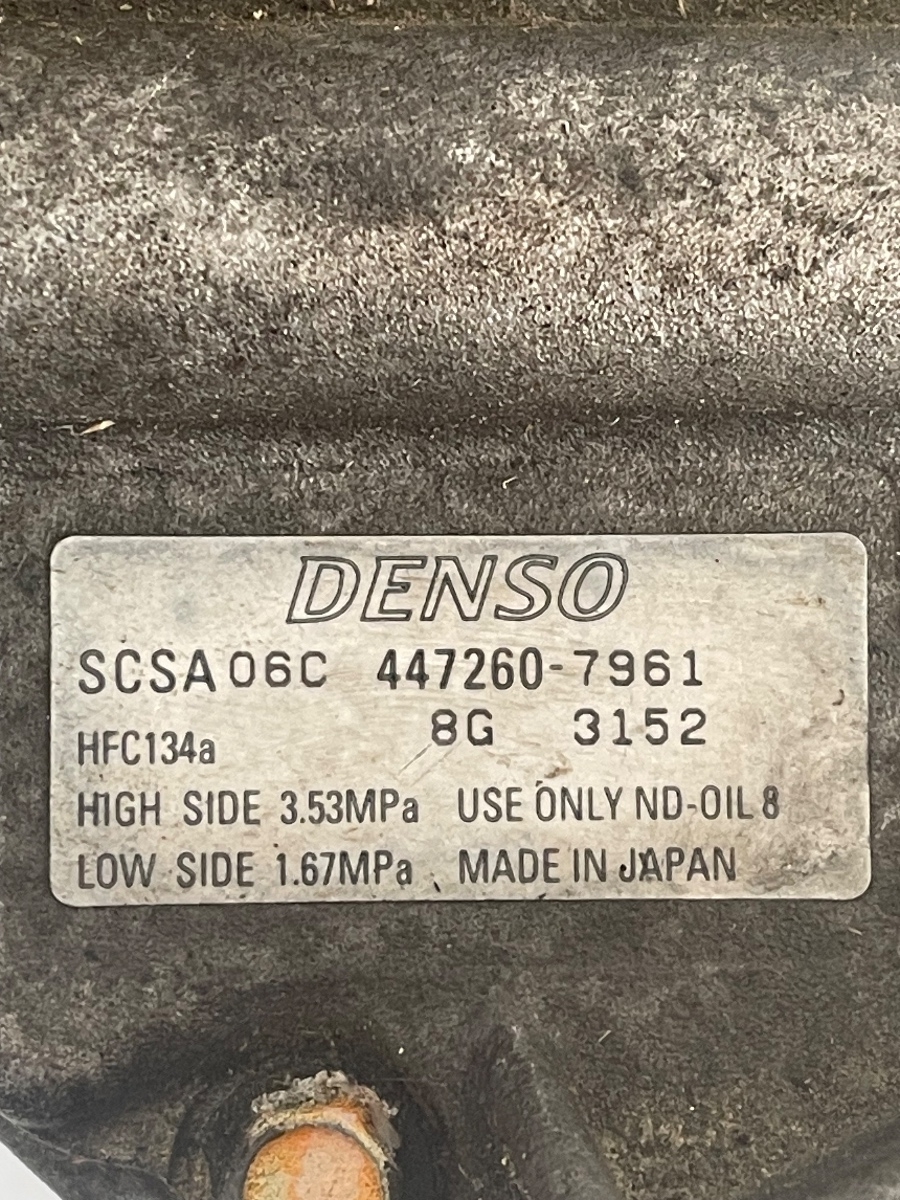 DENSO
SCSA06C 447260-7961
8G 3152
HFC134a
HIGH SIDE 3.53MPa USE ONLY ND-OIL 8
LOW SIDE 1.67MPa MADE IN JAPAN